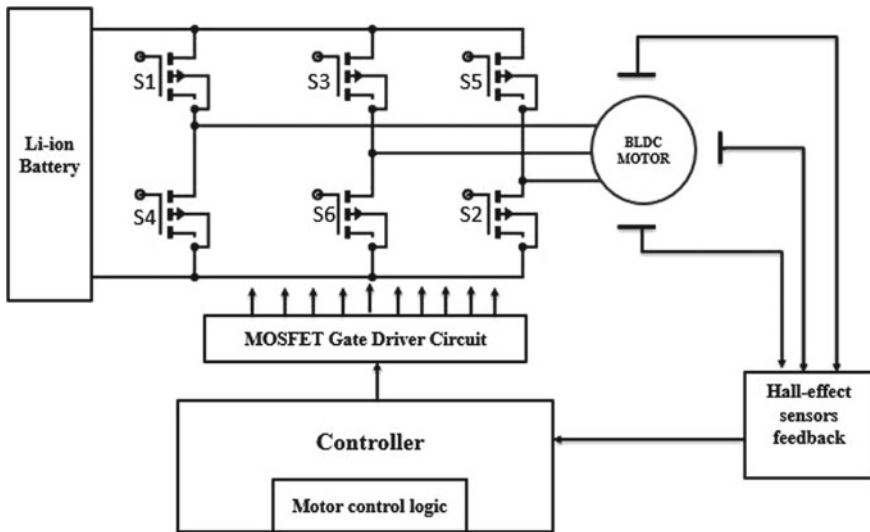 S1
S3
S5
Li-ion
Battery
BLDC
MOTOR
S4
S6
S2
MOSFET Gate Driver Circuit
Hall-effect
sensors
feedback
Controller
Motor control logic